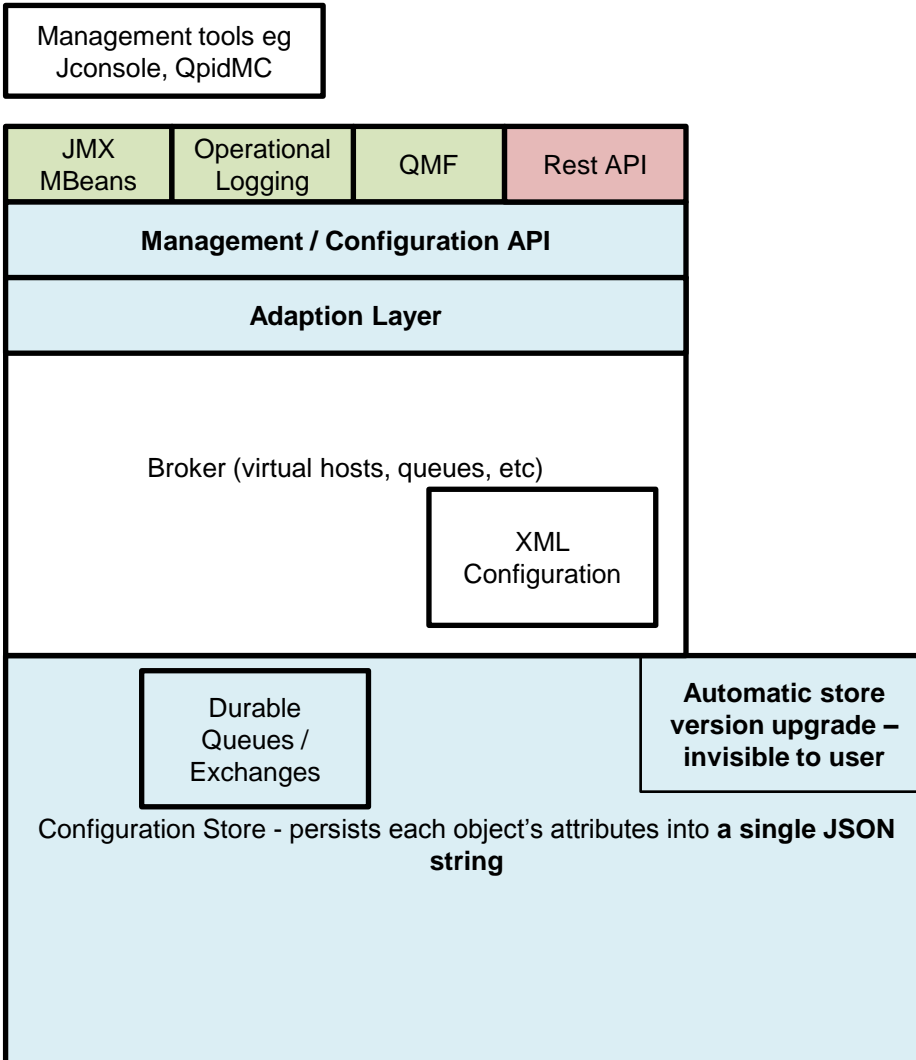 Management tools eg
Jconsole, QpidMC
JMX
MBeans
Operational
Logging
QMF
Rest API
Management / Configuration API
Adaption Layer
Broker (virtual hosts, queues, etc)
XML
Configuration
Durable
Queues /
Exchanges
Automatic store
version upgrade –
invisible to user
Configuration Store - persists each object’s attributes into a single JSON
string